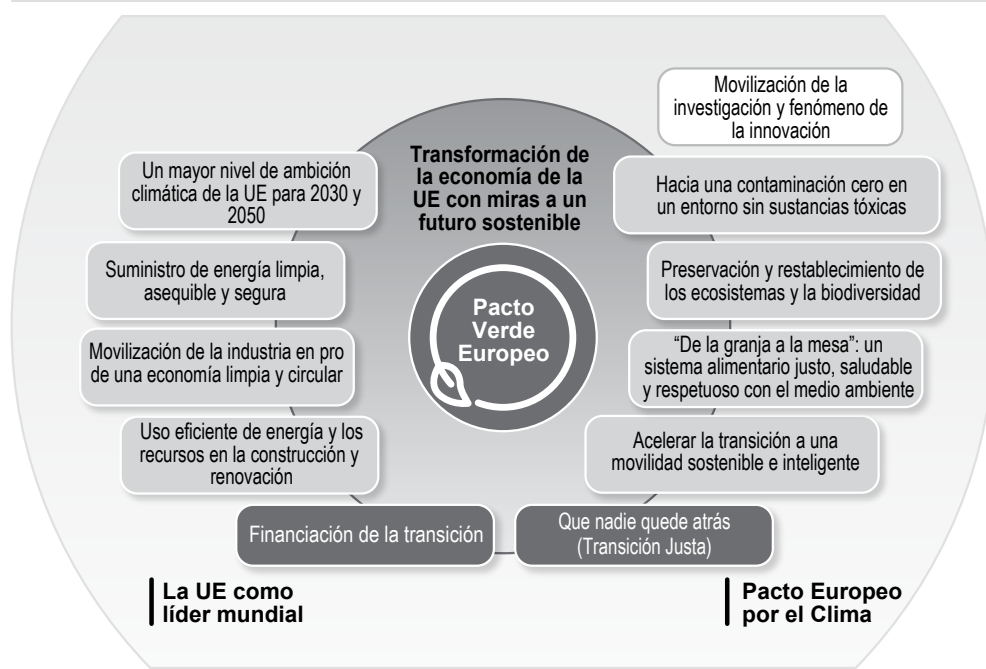 Transformación de
la economía de la
UE con miras a un
futuro sostenible
Pacto
Verde
Europeo
Un mayor nivel de ambición
climática de la UE para 2030 y
2050
Suministro de energía limpia,
asequible y segura
Movilización de la industria en pro
de una economía limpia y circular
Uso eficiente de energía y los
recursos en la construcción y
renovación
Financiación de la transición
Movilización de la
investigación y fenómeno de
la innovación
Hacia una contaminación cero en
un entorno sin sustancias tóxicas
Preservación y restablecimiento de
los ecosistemas y la biodiversidad
“De la granja a la mesa”: un
sistema alimentario justo, saludable
y respetuoso con el medio ambiente
Acelerar la transición a una
movilidad sostenible e inteligente
Que nadie quede atrás
(Transición Justa)
La UE como
líder mundial
Pacto Europeo
por el Clima